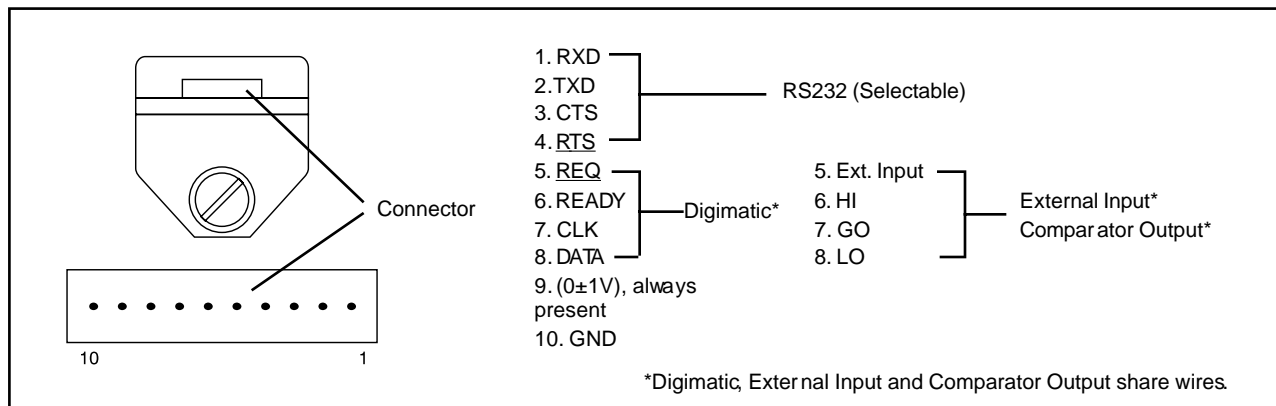 1. RXD
2.TXD
3. CTS
4. RTS
RS232 (Selectable)
5. REQ
6. READY
7. CLK
8. DATA
Digimatic*
9. (0±1V), always
present
10. GND
5. Ext. Input
6. HI
7. GO
8. LO
External Input*
Comparator Output*
Connector
10 1
*Digimatic, External Input and Comparator Output share wires.